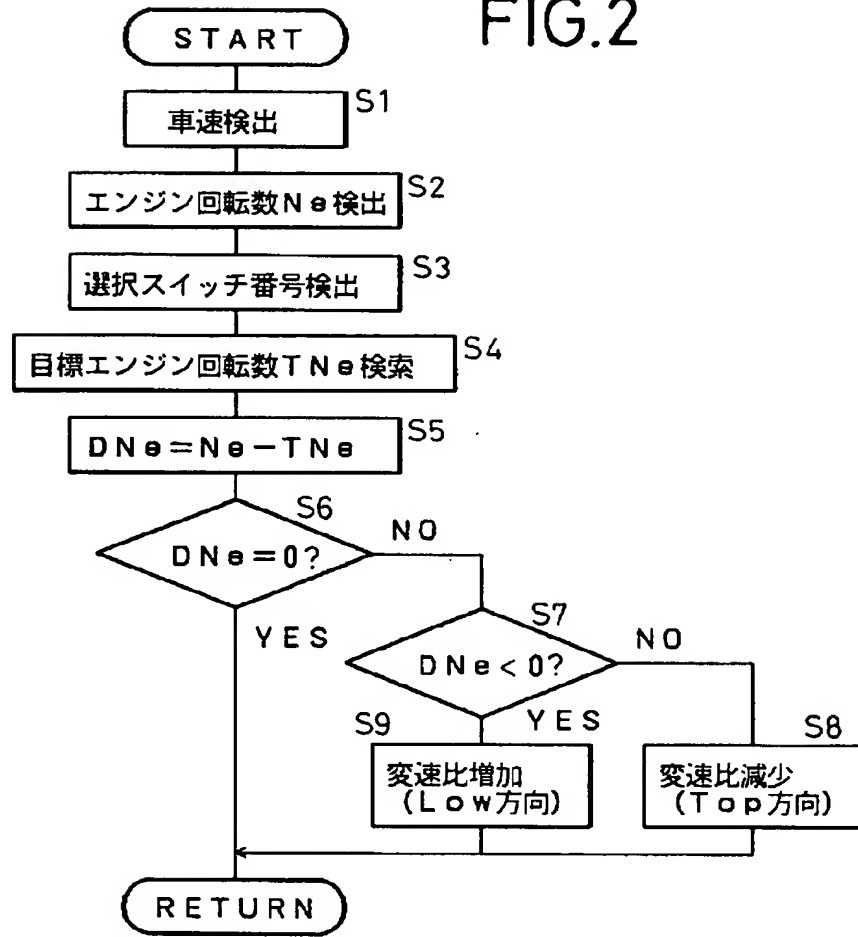 FIG.2
START
S1
車速検出
S2
エンジン回転数Ne検出
S3
選択スイッチ番号検出
S4
目標エンジン回転数TNe検索
S5
DNe=Ne-TNe
S6
DNe=0?
NO
YES
S7
DNe<0?
NO
YES
S9
変速比増加
(Low方向)
S8
変速比減少
(Top方向)
RETURN